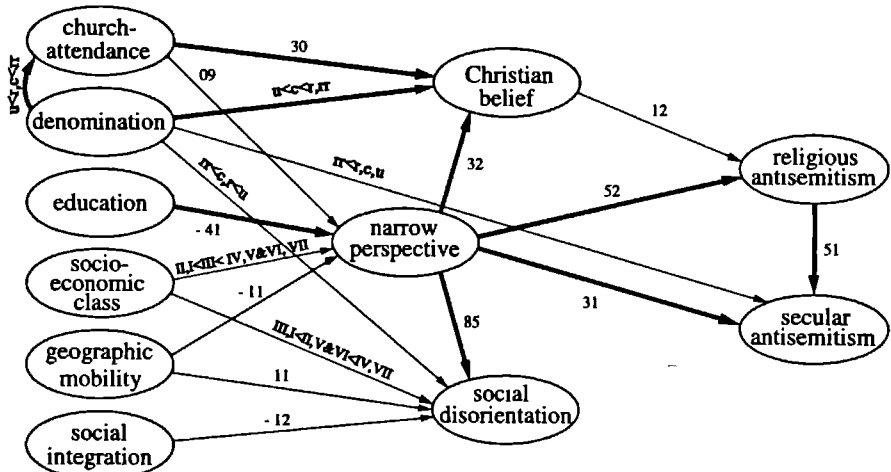 church-
attendance
30
09
Christian
belief
u<c<r,rr
denomination
12
religious
antisemitism
rr<r,c,u
rr<c,r<u
32
52
education
- 41
narrow
perspective
51
socio-
economic
class
II,I<III< IV,V&VI, VII
- 11
31
secular
antisemitism
III,I<II,V&VI<IV,VII
85
geographic
mobility
11
social
disorientation
- 12
social
integration